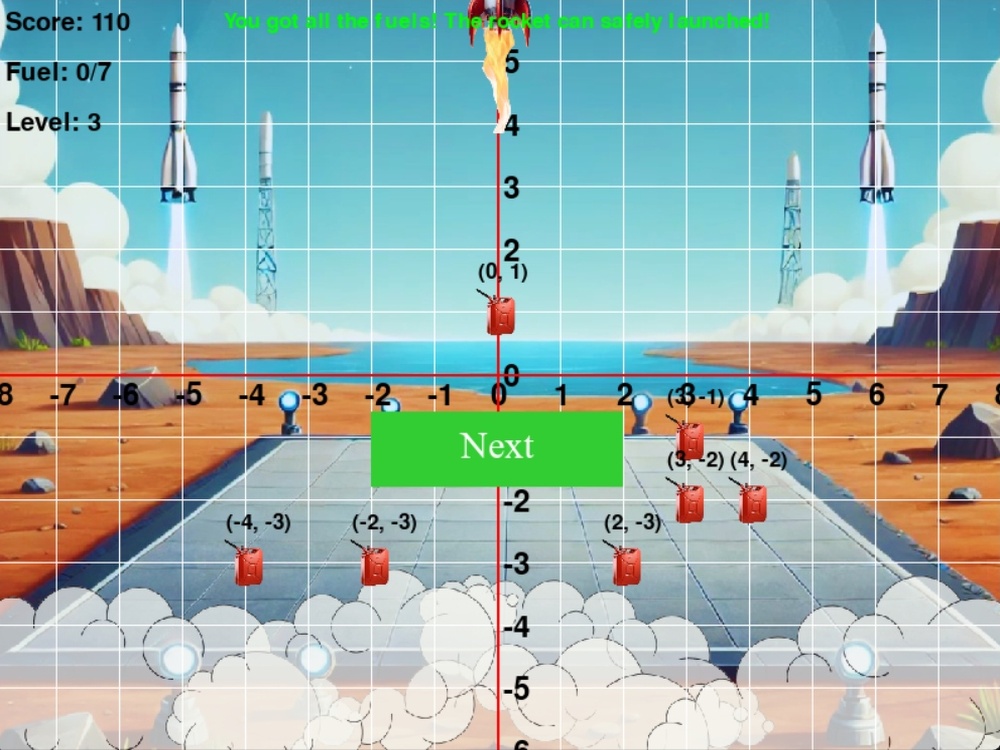 Score: 110
You got all the fuels! The rocket can safely launched!
Fuel: 0/7
Level: 3
5
4
3
2
(0, 1)
0
-8 -7 -6 -5 -4 -3 -2 -1 0 1 2 3 4 5 6 7 8
(3, -1)
Next
(3, -2) (4, -2)
-2
(-4, -3) (-2, -3) (2, -3)
-3
-4
-5
-6